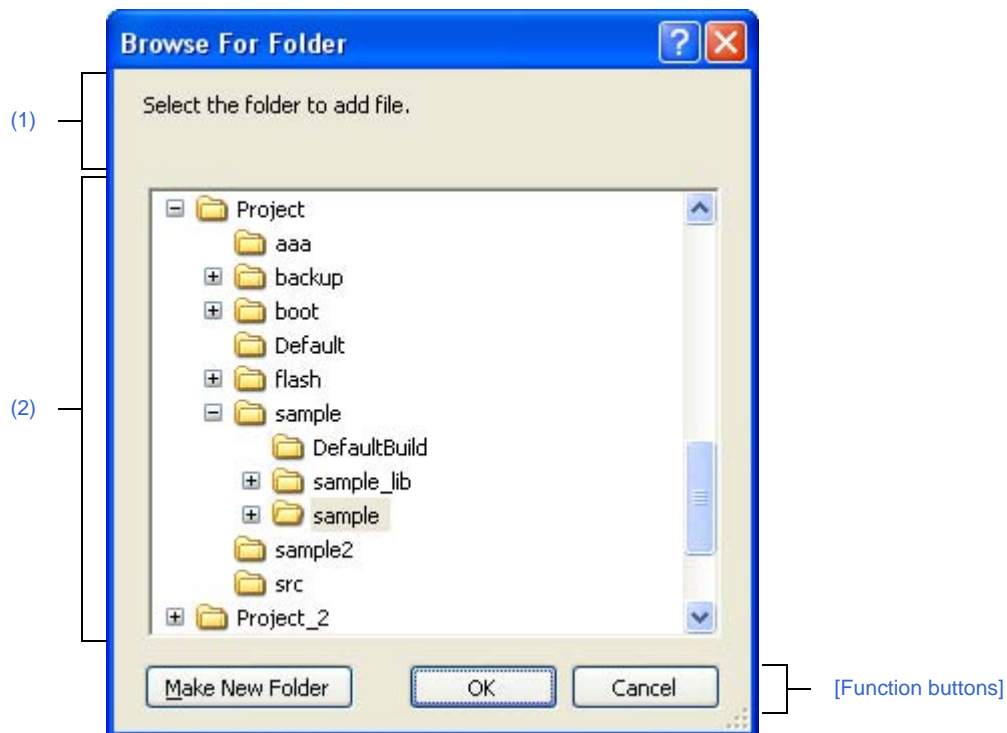 Browse For Folder
(1)
Select the folder to add file.
(2)
Project
aaa
backup
boot
Default
flash
sample
DefaultBuild
sample_lib
sample
sample2
src
Project_2
Make New Folder
OK
Cancel
[Function buttons]